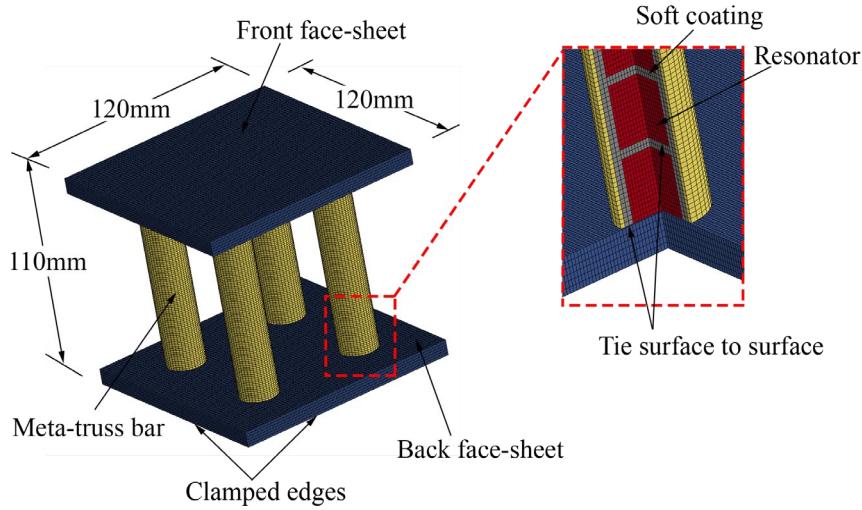 Front face-sheet
Soft coating
Resonator
120mm
120mm
110mm
Tie surface to surface
Meta-truss bar
Back face-sheet
Clamped edges